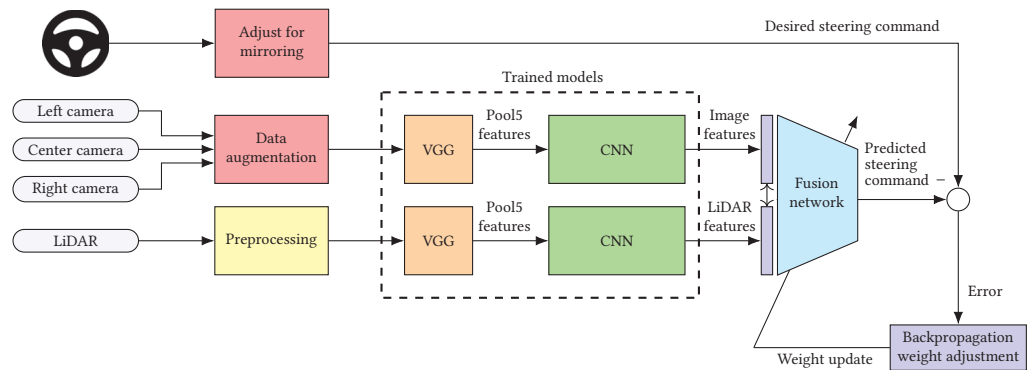 Adjust for
mirroring
Desired steering command
Trained models
Left camera
Center camera
Right camera
Data
augmentation
VGG
Pool5
features
CNN
Image
features
Fusion
network
Predicted
steering
command
−
LiDAR
Preprocessing
VGG
Pool5
features
CNN
LiDAR
features
Error
Weight update
Backpropagation
weight adjustment